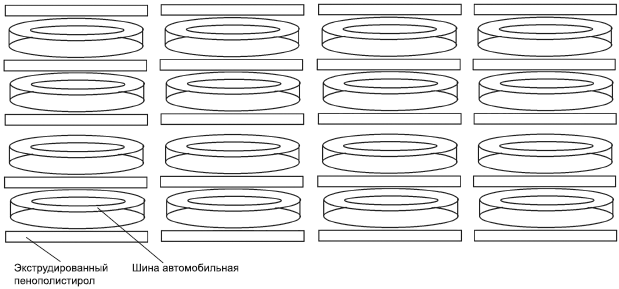 Экструдированный
пенополистирол
Шина автомобильная